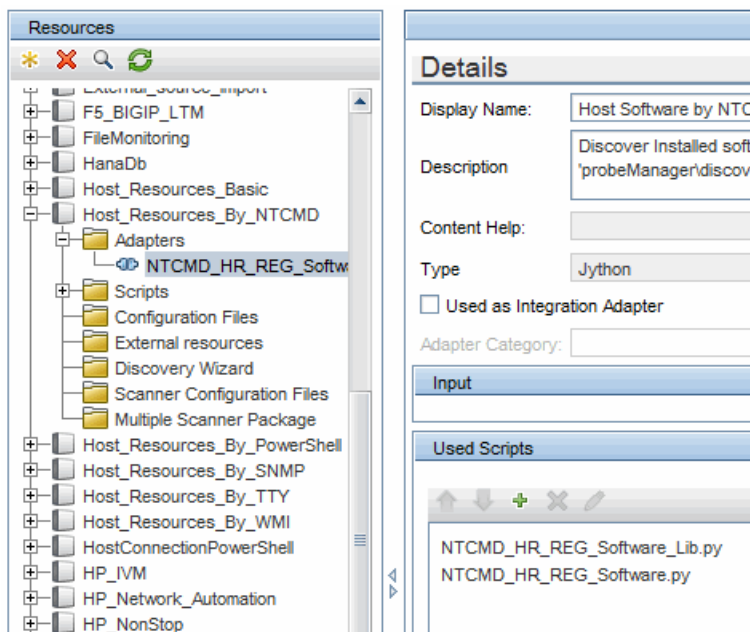 Resources
External_source_import
F5_BIGIP_LTM
FileMonitoring
HanaDb
Host_Resources_Basic
Host_Resources_By_NTCMD
Adapters
NTCMD_HR_REG_Softwa
Scripts
Configuration Files
External resources
Discovery Wizard
Scanner Configuration Files
Multiple Scanner Package
Host_Resources_By_PowerShell
Host_Resources_By_SNMP
Host_Resources_By_TTY
Host_Resources_By_WMI
HostConnectionPowerShell
HP_IVM
HP_Network_Automation
HP_NonStop
Details
Display Name: Host Software by NTC
Description Discover Installed soft
'probeManager\discov
Content Help:
Type Jython
Used as Integration Adapter
Adapter Category:
Input
Used Scripts
NTCMD_HR_REG_Software_Lib.py
NTCMD_HR_REG_Software.py